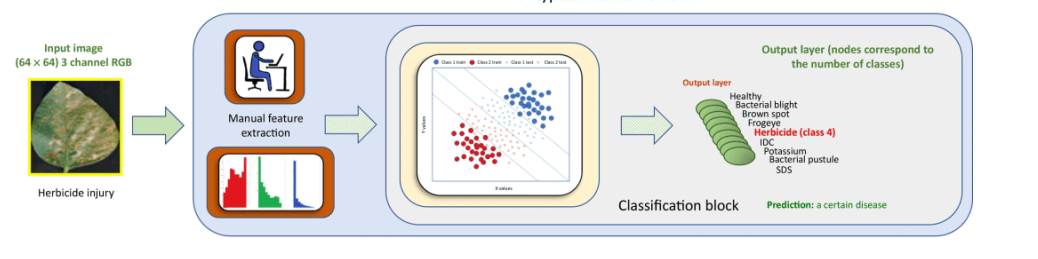 Input image
(64 × 64) 3 channel RGB
Herbicide injury
Manual feature
extraction
Class 1 train
Class 2 train
Class 1 test
Class 2 test
Y values
X values
Classification block
Output layer (nodes correspond to
the number of classes)
Output layer
Healthy
Bacterial blight
Brown spot
Frogeye
Herbicide (class 4)
IDC
Potassium
Bacterial pustule
SDS
Prediction: a certain disease